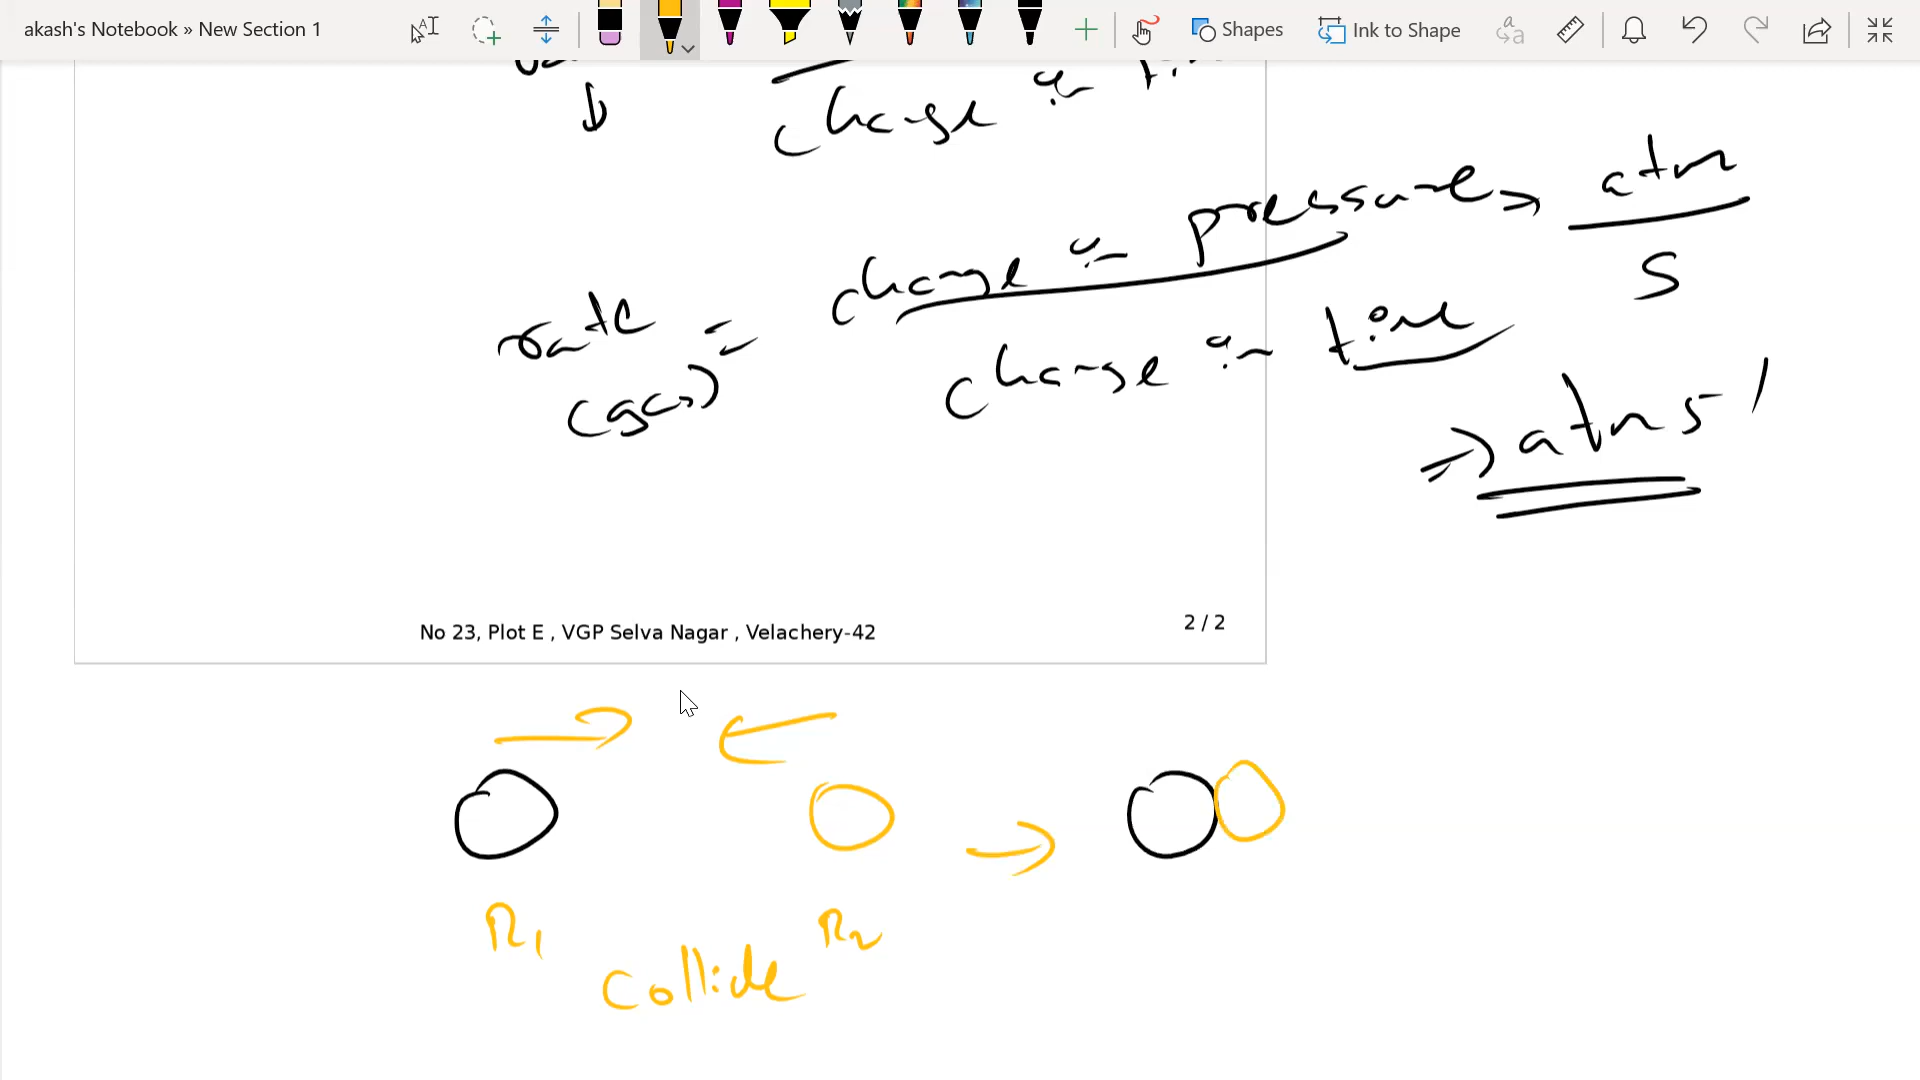 akash's Notebook » New Section 1
Shapes
Ink to Shape
change in
pressure => atm
s
rate (gas) = change in pressure
change in time
=> atm s-1
No 23, Plot E , VGP Selva Nagar , Velachery-42
2 / 2
R1
R2
Collide